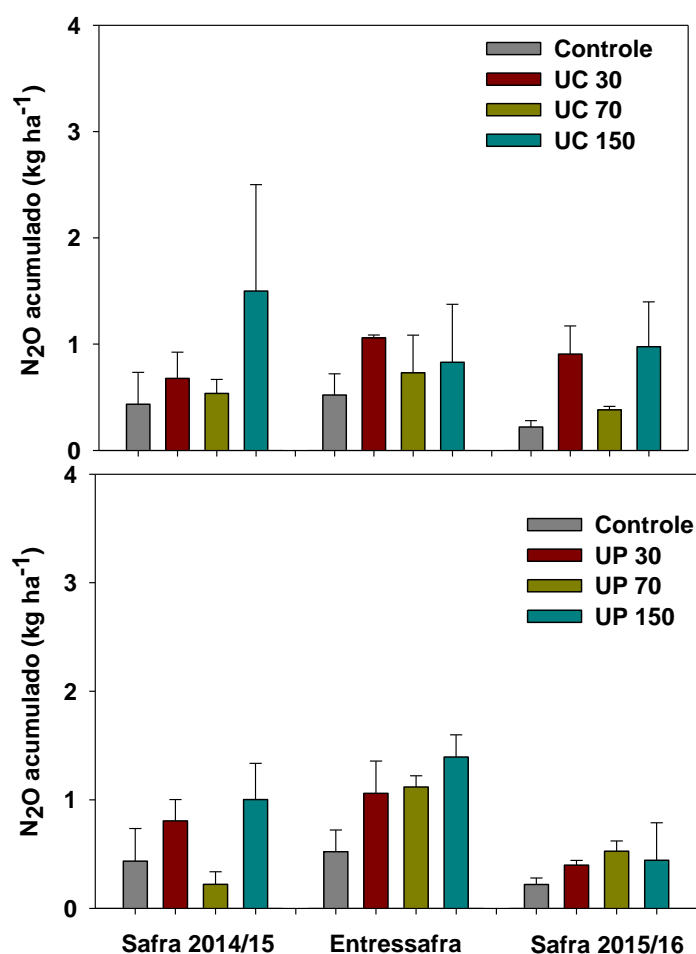 4
3
2
1
0
N2O acumulado (kg ha-1)
Controle
UC 30
UC 70
UC 150
4
3
2
1
0
N2O acumulado (kg ha-1)
Controle
UP 30
UP 70
UP 150
Safra 2014/15 Entressafra Safra 2015/16